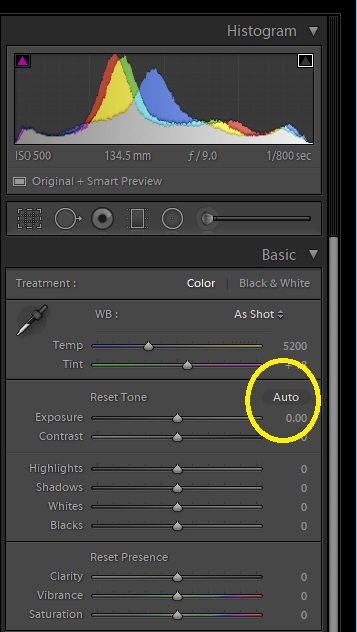 Histogram
ISO 500 134.5 mm ƒ / 9.0 1/800 sec
Original + Smart Preview
Basic
Treatment : Color Black & White
WB : As Shot
Temp 5200
Tint
Reset Tone Auto
Exposure 0.00
Contrast 0
Highlights 0
Shadows 0
Whites 0
Blacks 0
Reset Presence
Clarity 0
Vibrance 0
Saturation 0